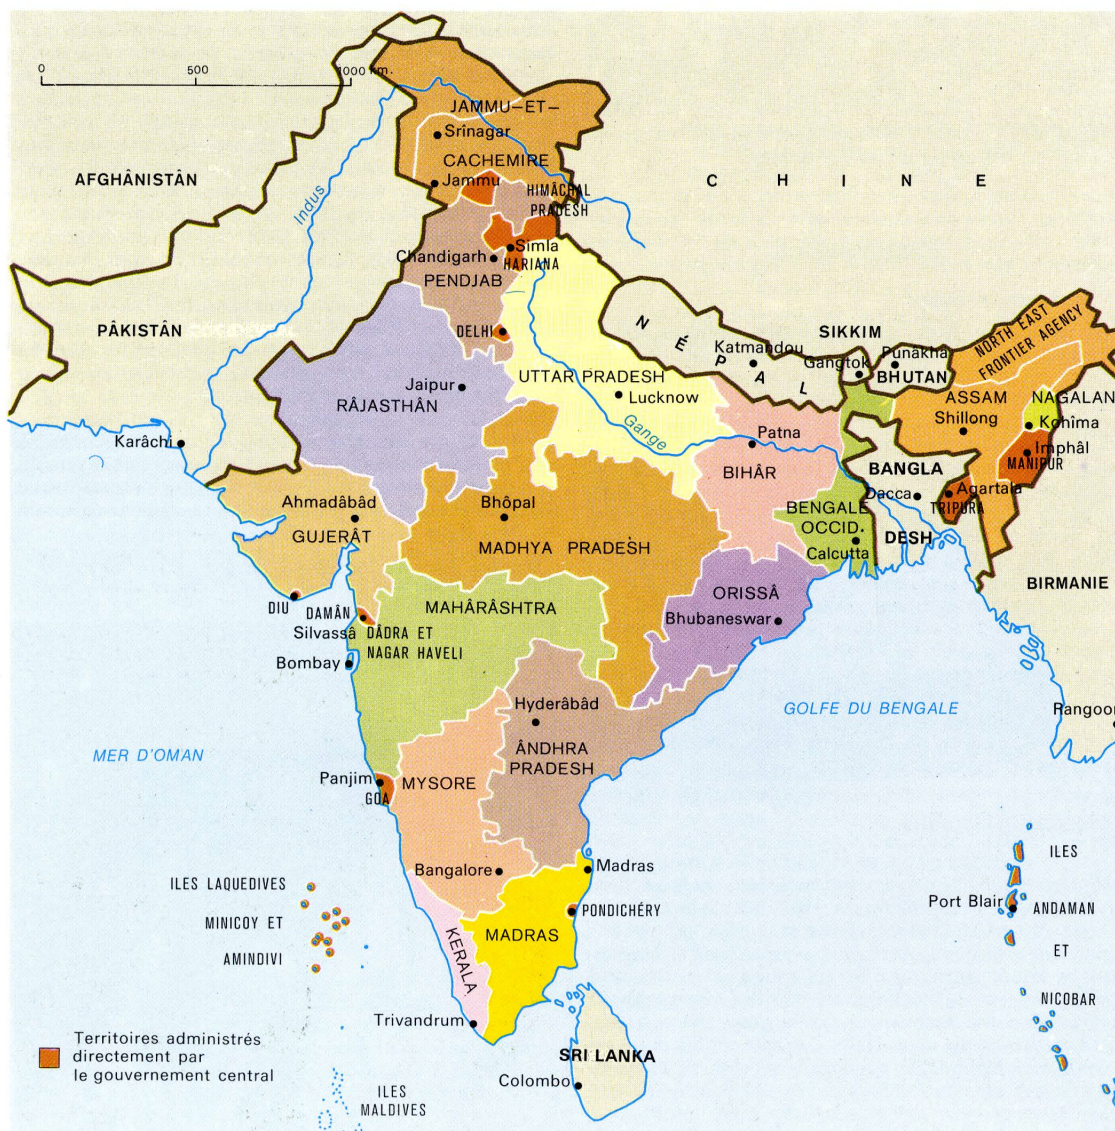 0 500 1000 km.
JAMMU-ET-
Srînagar
CACHEMIRE
Jammu
AFGHÂNISTÂN
Indus
CHINE
HIMÂCHAL
PRADESH
Simla
Chandigarh
HARIANA
PENDJAB
PÂKISTÂN
DELHI
NÉPAL
Katmandou
SIKKIM
Gangtok
Punâkha
BHUTAN
NORTH EAST
FRONTIER AGENCY
UTTAR PRADESH
Lucknow
Jaipur
RÂJASTHÂN
Gange
ASSAM
Shillong
NAGALAN
Kohîma
Imphâl
MANIPUR
Karâchi
Patna
BIHÂR
BANGLA
DESH
Dacca
Agartala
TRIPURA
Ahmadâbâd
GUJERÂT
Bhôpal
MADHYA PRADESH
BENGALE
OCCID.
Calcutta
BIRMANIE
DIU
DAMÂN
Silvassâ DÂDRA ET
NAGAR HAVELI
Bombay
MAHÂRÂSHTRA
ORISSÂ
Bhubaneswar
Hyderâbâd
ÂNDHRA
PRADESH
GOLFE DU BENGALE
Rangoon
MER D'OMAN
Panjim
GOA
MYSORE
Bangalore
Madras
ILES LAQUEDIVES
MINICOY ET
AMINDIVI
PONDICHÉRY
MADRAS
KERALA
Port Blair
ILES
ANDAMAN
ET
NICOBAR
Trivandrum
SRI LANKA
Colombo
Territoires administrés
directement par
le gouvernement central
ILES
MALDIVES